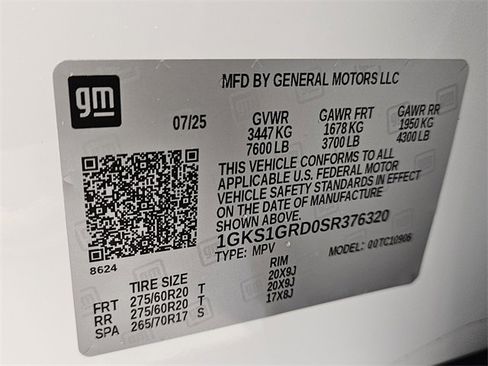 gm
MFD BY GENERAL MOTORS LLC
07/25 GVWR GAWR FRT GAWR RR
3447 KG 1678 KG 1950 KG
7600 LB 3700 LB 4300 LB
THIS VEHICLE CONFORMS TO ALL
APPLICABLE U.S. FEDERAL MOTOR
VEHICLE SAFETY STANDARDS IN EFFECT
ON THE DATE OF MANUFACTURE
SHOWN ABOVE.
1GKS1GRD0SR376320
TYPE: MPV MODEL:
8624
TIRE SIZE RIM
FRT 275/60R20 T 20X9J
RR 275/60R20 T 20X9J
SPA 265/70R17 S 17X8J